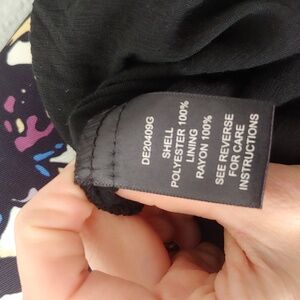 DE20409G
SHELL
POLYESTER 100%
LINING
RAYON 100%
SEE REVERSE
FOR CARE
INSTRUCTIONS